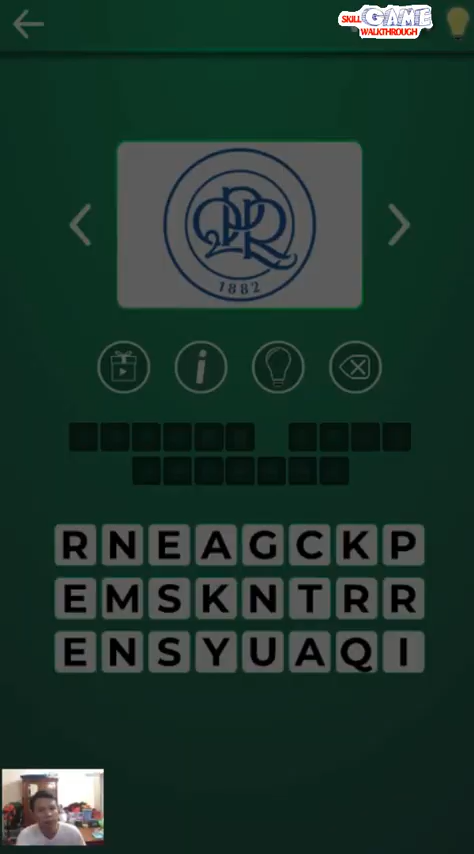 SKILL GAME
WALKTHROUGH
QPR
1882
R N E A G C K P
E M S K N T R R
E N S Y U A Q I